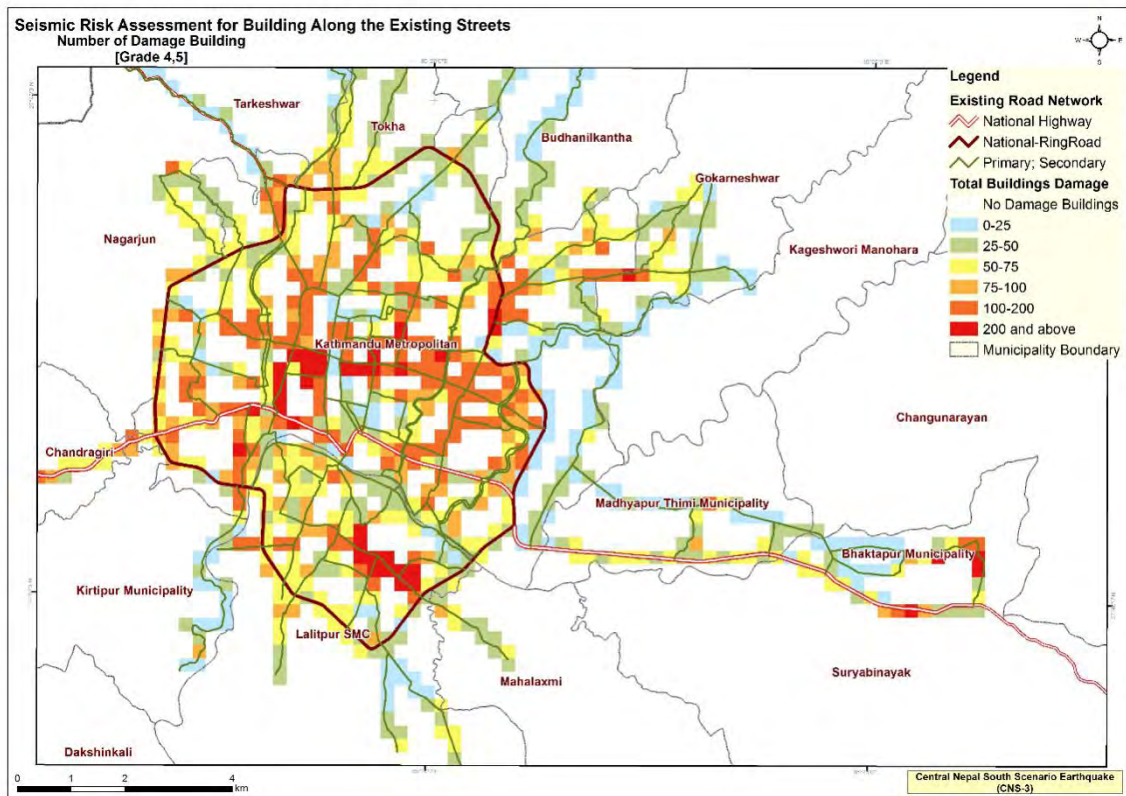 Seismic Risk Assessment for Building Along the Existing Streets
Number of Damage Building
[Grade 4,5]
N
W
E
S
Legend
Existing Road Network
National Highway
National-RingRoad
Primary; Secondary
Total Buildings Damage
No Damage Buildings
0-25
25-50
50-75
75-100
100-200
200 and above
Municipality Boundary
Tarkeshwar
Tokha
Budhanilkantha
Gokarneshwar
Nagarjun
Kageshwori Manohara
Kathmandu Metropolitan
Changunarayan
Chandragiri
Madhyapur Thimi Municipality
Bhaktapur Municipality
Kirtipur Municipality
Lalitpur SMC
Mahalaxmi
Suryabinayak
Dakshinkali
0 1 2 4
km
Central Nepal South Scenario Earthquake
(CNS-3)